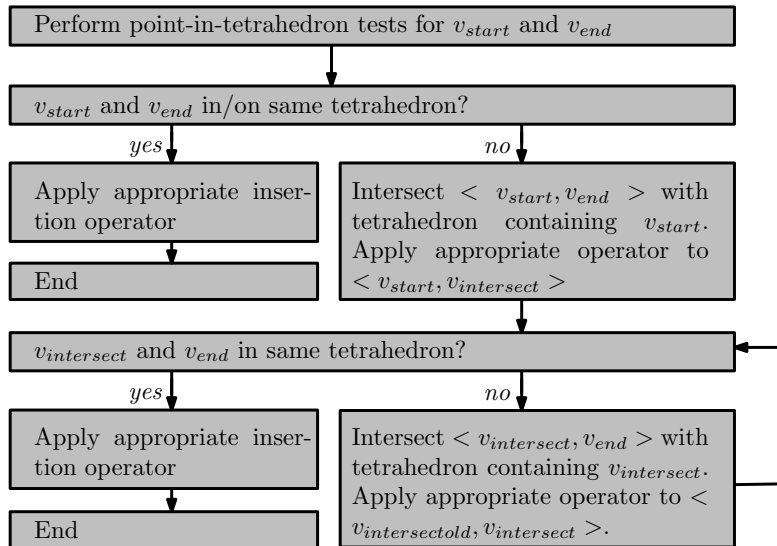 Perform point-in-tetrahedron tests for v_start and v_end
v_start and v_end in/on same tetrahedron?
yes
no
Apply appropriate inser-
tion operator
End
Intersect < v_start, v_end > with
tetrahedron containing v_start.
Apply appropriate operator to
< v_start, v_intersect >
v_intersect and v_end in same tetrahedron?
yes
no
Apply appropriate inser-
tion operator
End
Intersect < v_intersect, v_end > with
tetrahedron containing v_intersect.
Apply appropriate operator to <
v_intersectold, v_intersect >.